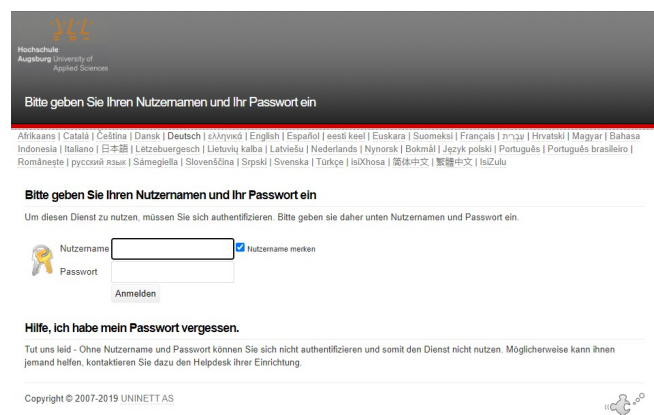 Hochschule
Augsburg University of
Applied Sciences
Bitte geben Sie Ihren Nutzernamen und Ihr Passwort ein
Afrikaans | Català | Čeština | Dansk | Deutsch | ελληνικά | English | Español | eesti keel | Euskara | Suomeksi | Français | עִבְרִית | Hrvatski | Magyar | Bahasa
Indonesia | Italiano | 日本語 | Lëtzebuergesch | Lietuvių kalba | Latviešu | Nederlands | Nynorsk | Bokmål | Język polski | Português | Português brasileiro |
Românește | русский язык | Sámegiella | Slovenščina | Srpski | Svenska | Türkçe | isiXhosa | 简体中文 | 繁體中文 | IsiZulu
Bitte geben Sie Ihren Nutzernamen und Ihr Passwort ein
Um diesen Dienst zu nutzen, müssen Sie sich authentifizieren. Bitte geben sie daher unten Nutzernamen und Passwort ein.
Nutzername Nutzername merken
Passwort
Anmelden
Hilfe, ich habe mein Passwort vergessen.
Tut uns leid - Ohne Nutzername und Passwort können Sie sich nicht authentifizieren und somit den Dienst nicht nutzen. Möglicherweise kann ihnen
jemand helfen, kontaktieren Sie dazu den Helpdesk ihrer Einrichtung.
Copyright © 2007-2019 UNINETT AS